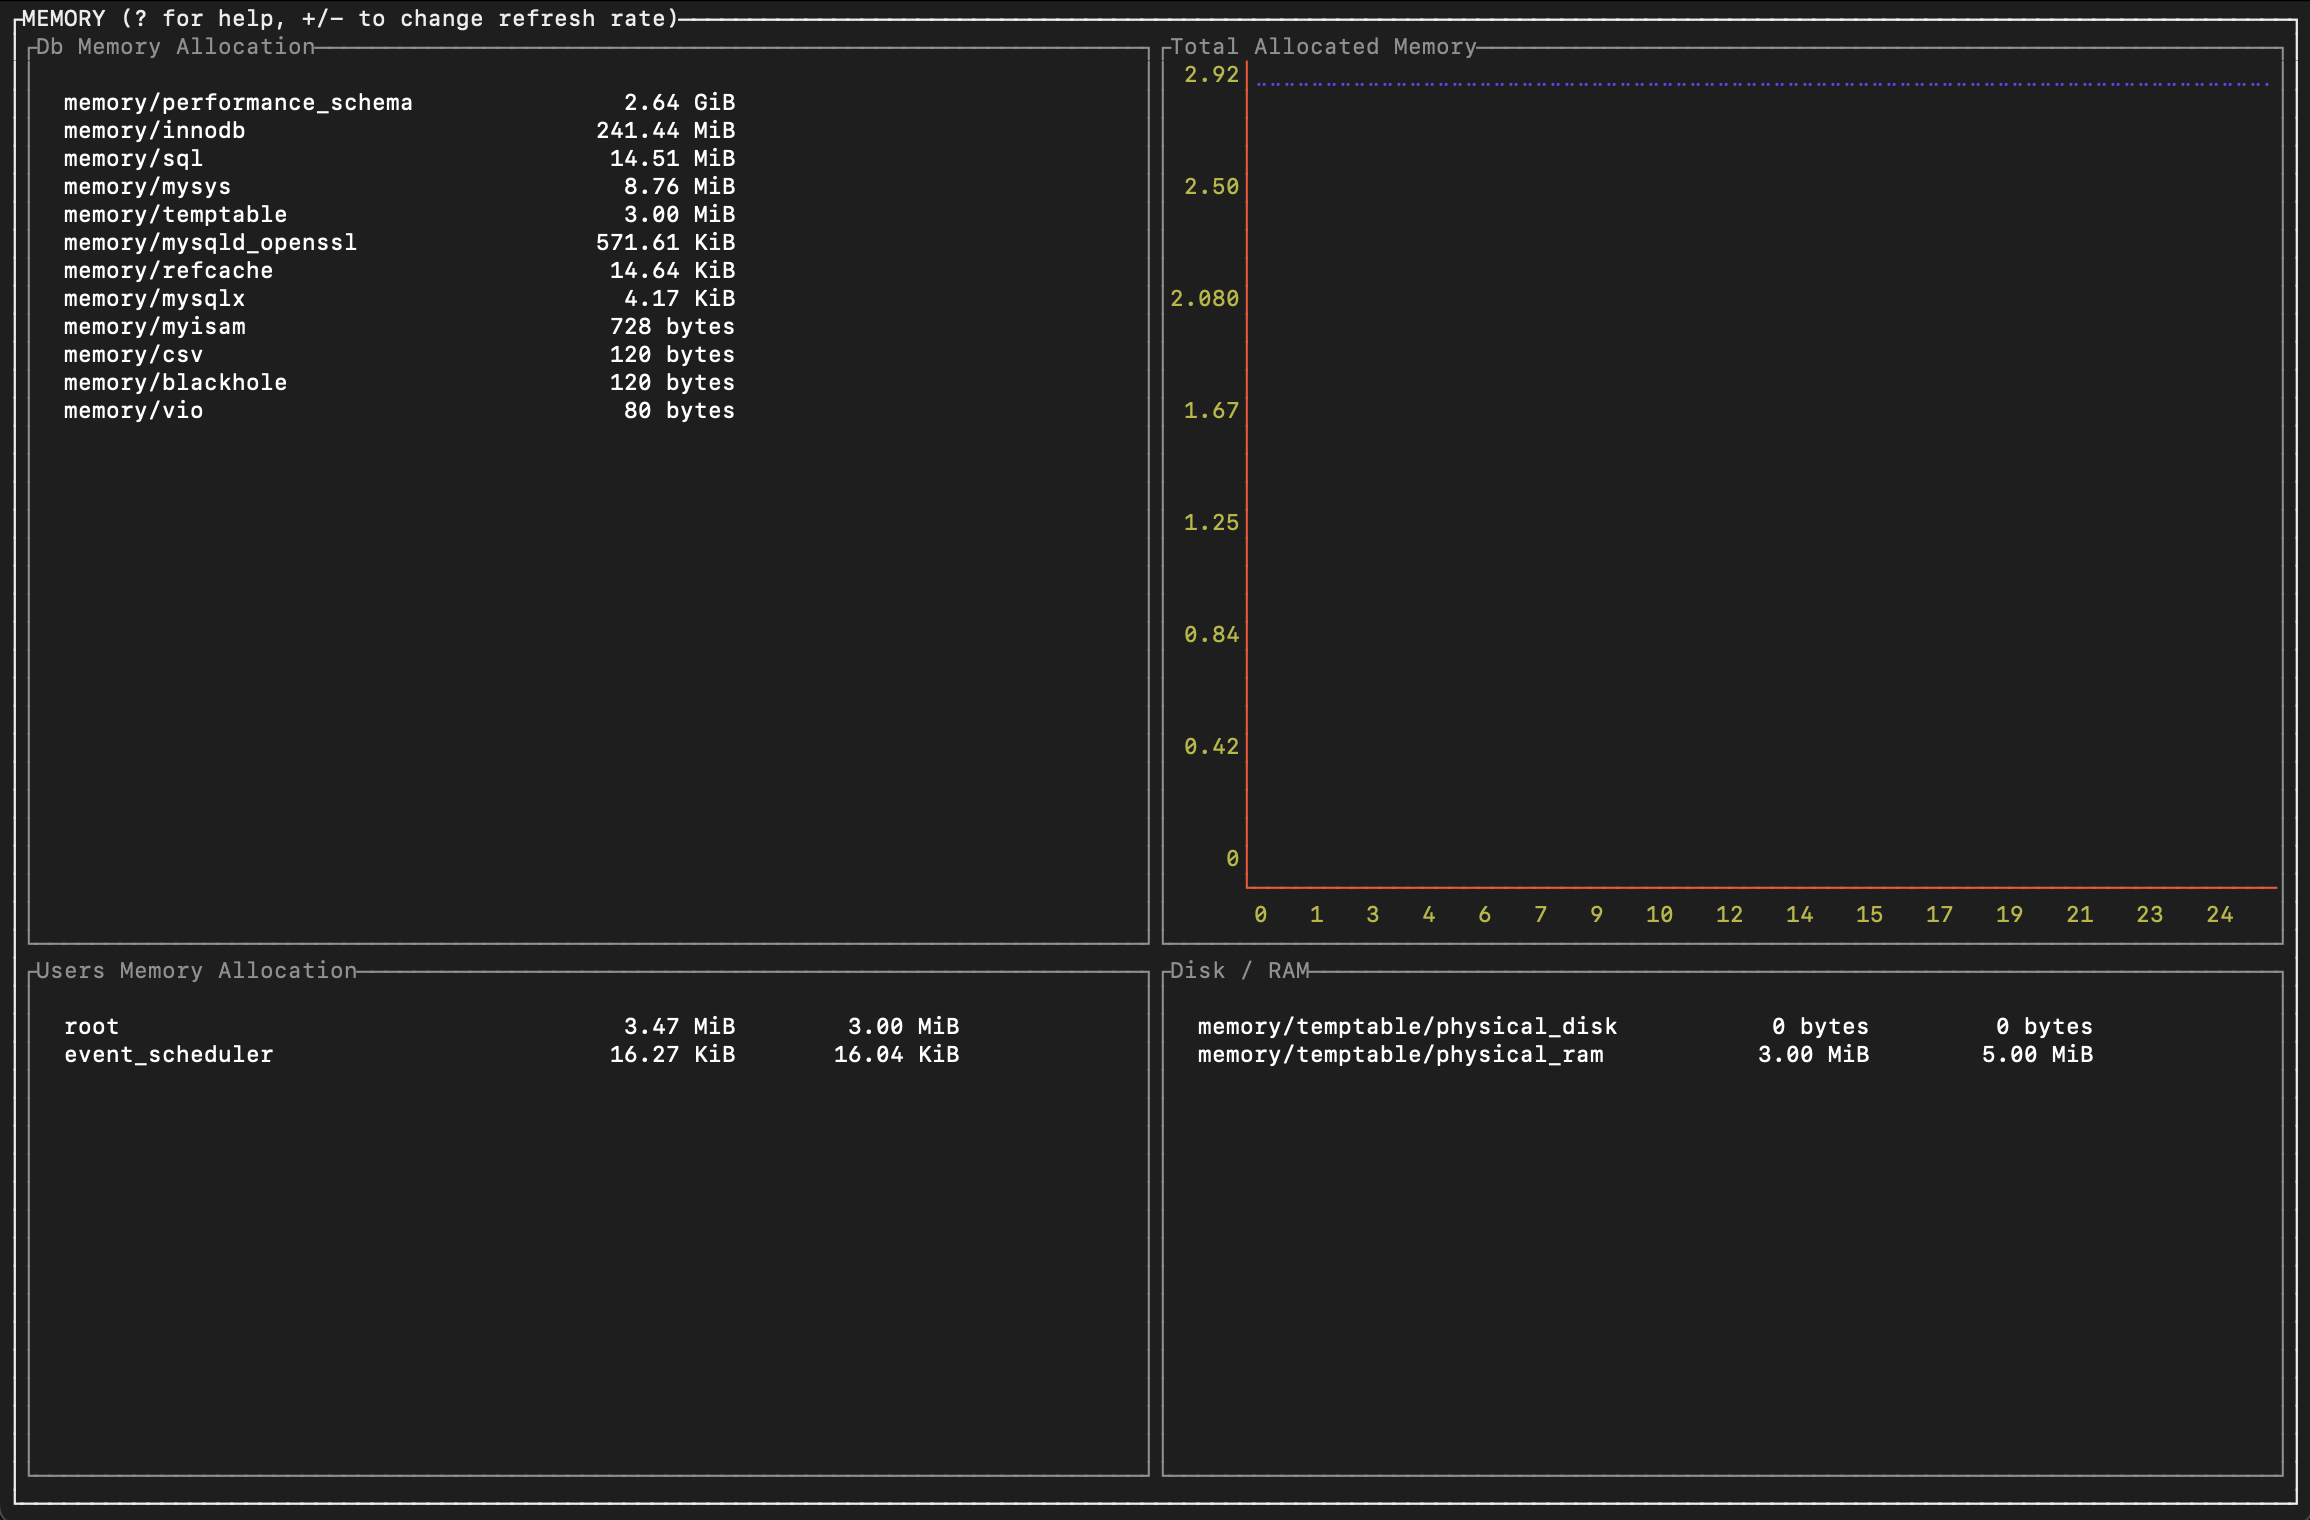 MEMORY (? for help, +/- to change refresh rate)
Db Memory Allocation
memory/performance_schema 2.64 GiB
memory/innodb 241.44 MiB
memory/sql 14.51 MiB
memory/mysys 8.76 MiB
memory/temptable 3.00 MiB
memory/mysqld_openssl 571.61 KiB
memory/refcache 14.64 KiB
memory/mysqlx 4.17 KiB
memory/myisam 728 bytes
memory/csv 120 bytes
memory/blackhole 120 bytes
memory/vio 80 bytes
Total Allocated Memory
2.92
2.50
2.080
1.67
1.25
0.84
0.42
0
0 1 3 4 6 7 9 10 12 14 15 17 19 21 23 24
Users Memory Allocation
root 3.47 MiB 3.00 MiB
event_scheduler 16.27 KiB 16.04 KiB
Disk / RAM
memory/temptable/physical_disk 0 bytes 0 bytes
memory/temptable/physical_ram 3.00 MiB 5.00 MiB